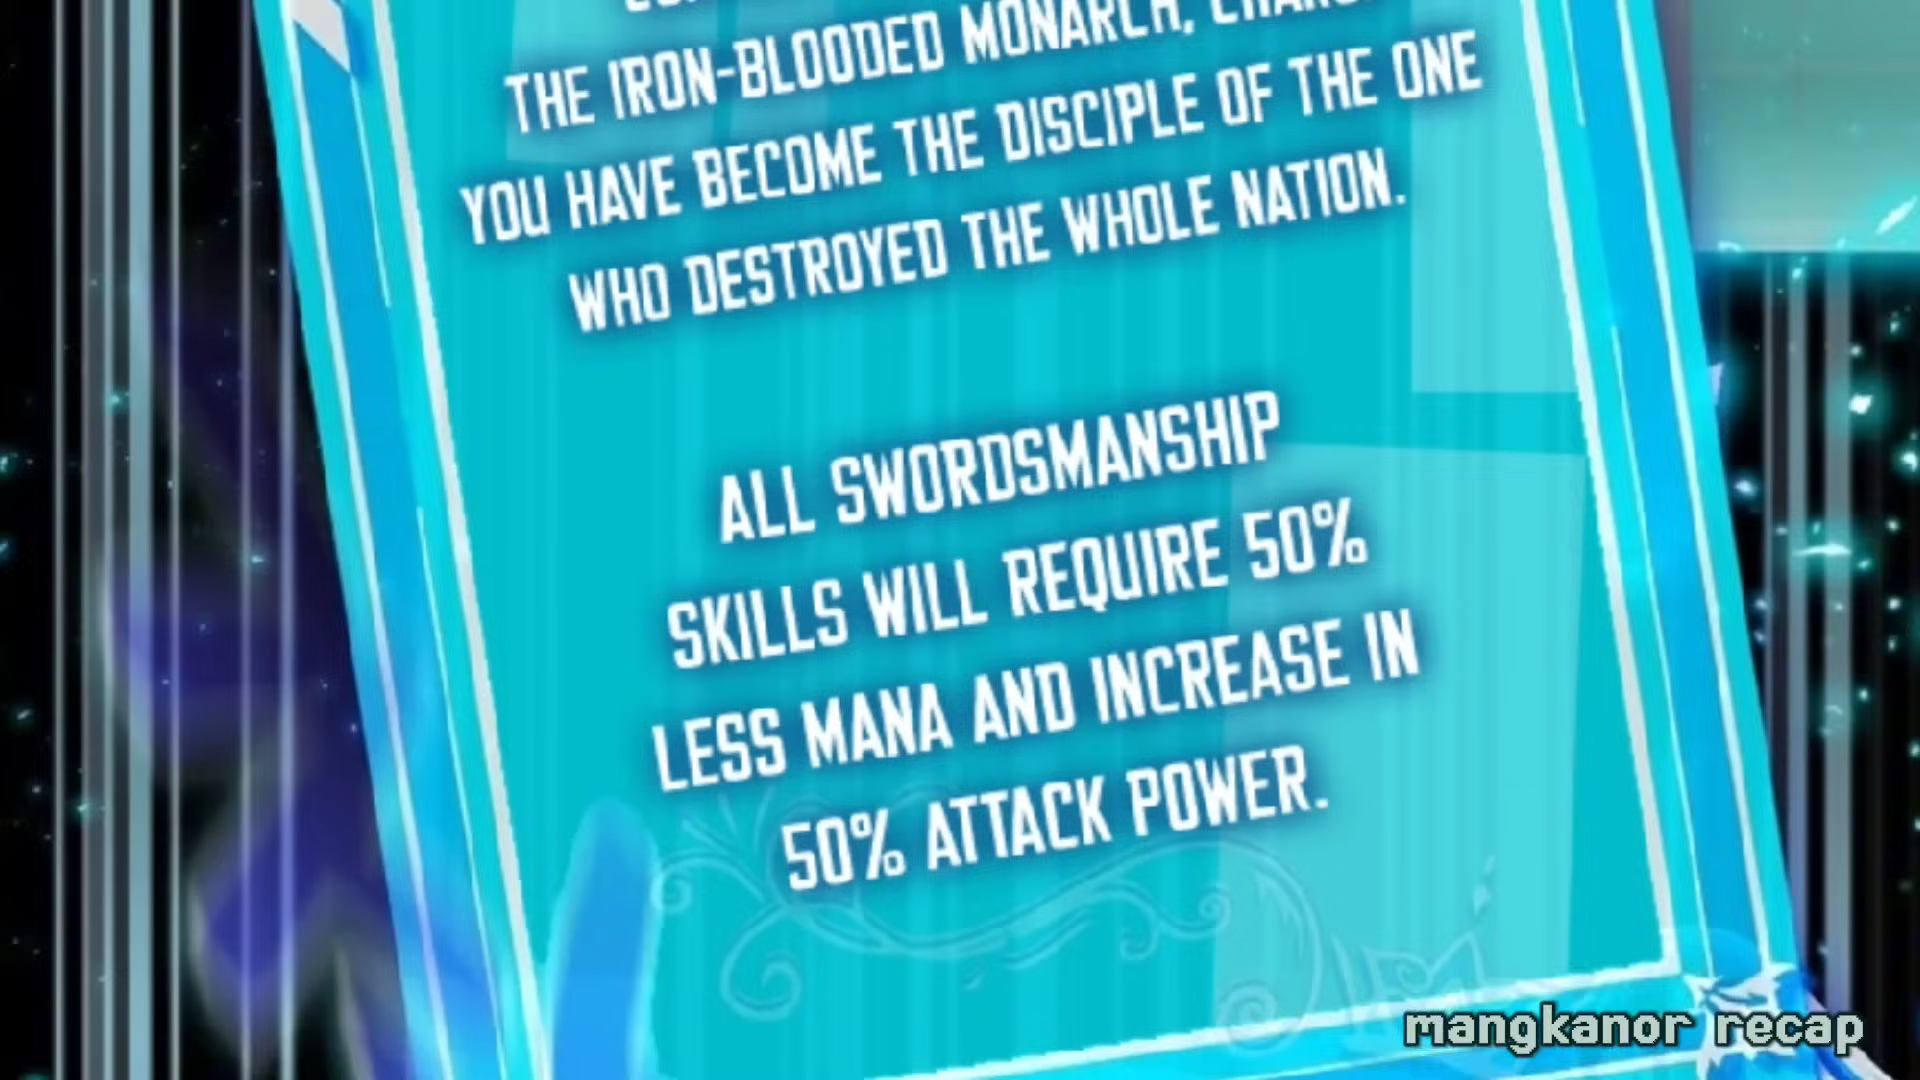 THE IRON-BLOODED MONARCH,
YOU HAVE BECOME THE DISCIPLE OF THE ONE
WHO DESTROYED THE WHOLE NATION.
ALL SWORDSMANSHIP
SKILLS WILL REQUIRE 50%
LESS MANA AND INCREASE IN
50% ATTACK POWER.
mangkanor recap